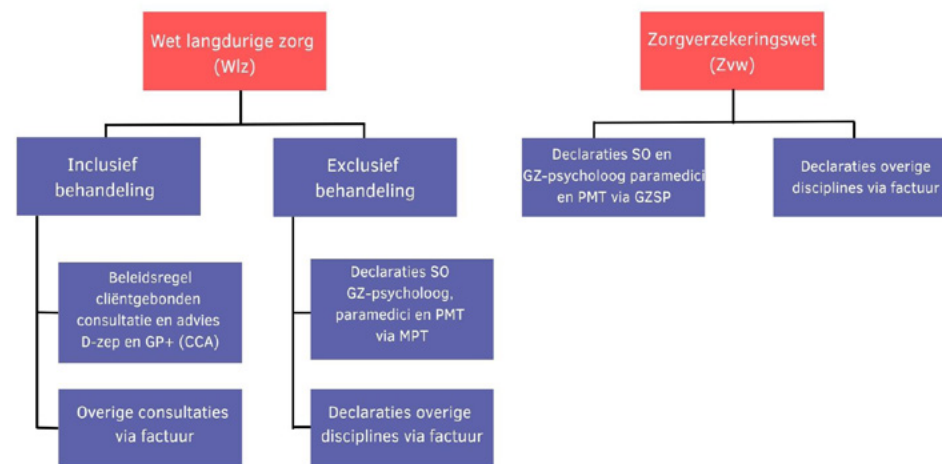 Wet langdurige zorg
(Wlz)
Inclusief
behandeling
Beleidsregel
cliëntgebonden
consultatie en advies
D-zep en GP+ (CCA)
Overige consultaties
via factuur
Exclusief
behandeling
Declaraties SO
GZ-psycholoog,
paramedici en PMT
via MPT
Declaraties overige
disciplines via factuur
Zorgverzekeringswet
(Zvw)
Declaraties SO en
GZ-psycholoog paramedici
en PMT via GZSP
Declaraties overige
disciplines via factuur